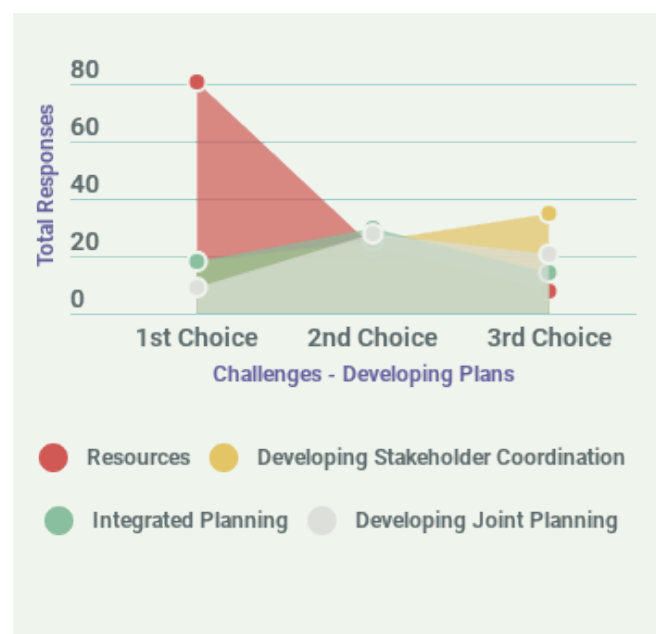 80
60
40
20
0
Total Responses
1st Choice 2nd Choice 3rd Choice
Challenges - Developing Plans
Resources Developing Stakeholder Coordination
Integrated Planning Developing Joint Planning